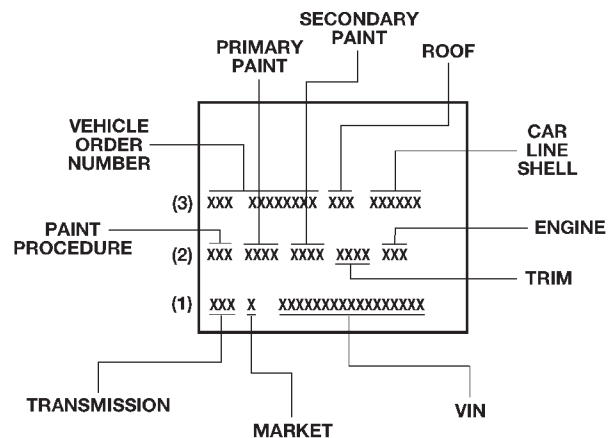 SECONDARY
PAINT
PRIMARY
PAINT
ROOF
VEHICLE
ORDER
NUMBER
CAR
LINE
SHELL
(3) XXX XXXXXXXX XXX XXXXXX
PAINT
PROCEDURE
ENGINE
(2) XXX XXXX XXXX XXXX XXX
TRIM
(1) XXX X XXXXXXXXXXXXXXXXX
TRANSMISSION
MARKET
VIN